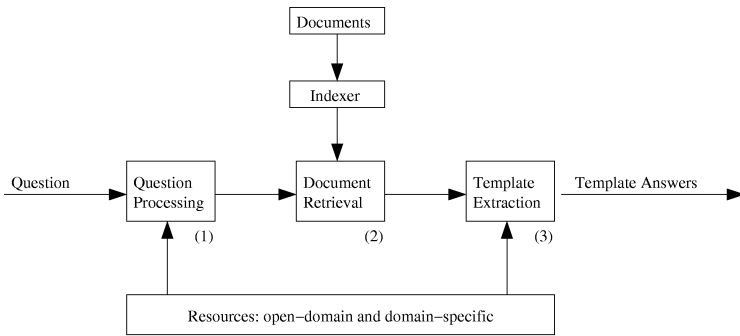 Documents
Indexer
Question
Question
Processing
Document
Retrieval
Template
Extraction
Template Answers
(1)
(2)
(3)
Resources: open−domain and domain−specific